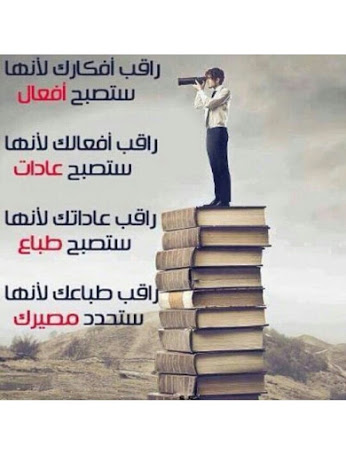 راقب أفكارك لأنها
ستصبح أفعال
راقب أفعالك لأنها
ستصبح عادات
راقب عاداتك لأنها
ستصبح طباع
راقب طباعك لأنها
ستحدد مصيرك